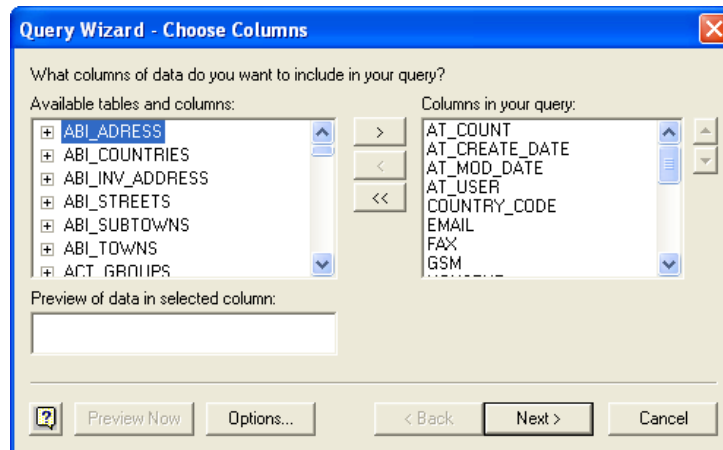 Query Wizard - Choose Columns
What columns of data do you want to include in your query?
Available tables and columns:
Columns in your query:
ABI_ADRESS
ABI_COUNTRIES
ABI_INV_ADDRESS
ABI_STREETS
ABI_SUBTOWNS
ABI_TOWNS
ACT_GROUPS
>
<
<<
AT_COUNT
AT_CREATE_DATE
AT_MOD_DATE
AT_USER
COUNTRY_CODE
EMAIL
FAX
GSM
Preview of data in selected column:
Preview Now
Options...
< Back
Next >
Cancel